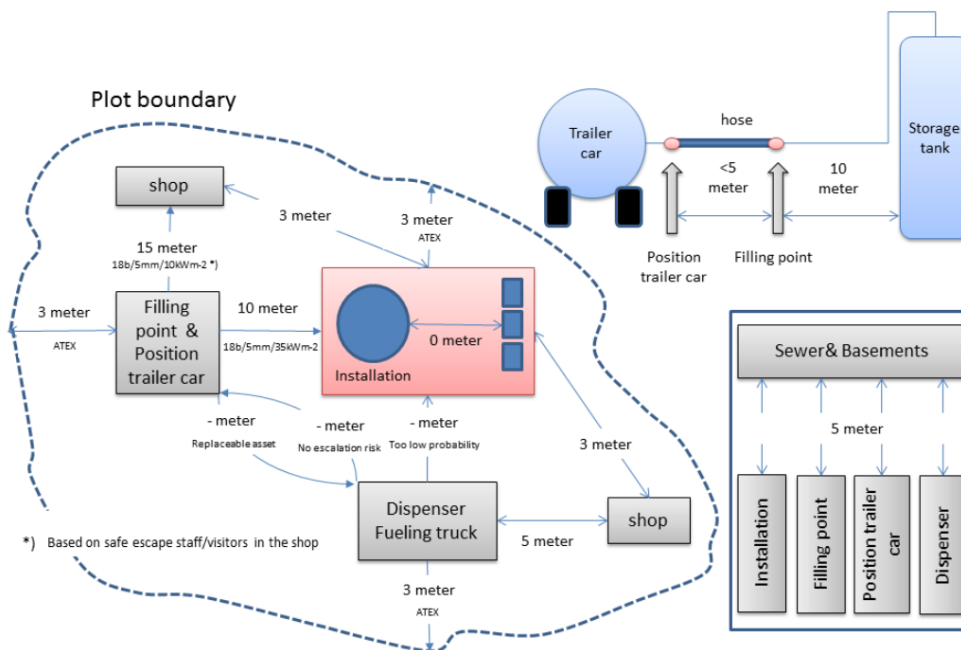 Plot boundary
shop
3 meter
3 meter
ATEX
15 meter
18b/5mm/10kWm-2 *)
3 meter
ATEX
Filling
point &
Position
trailer car
10 meter
18b/5mm/35kWm-2
0 meter
Installation
- meter
Replaceable asset
- meter
No escalation risk
- meter
Too low probability
3 meter
Dispenser
Fueling truck
5 meter
shop
3 meter
ATEX
*) Based on safe escape staff/visitors in the shop
Trailer
car
hose
<5
meter
10
meter
Storage
tank
Position
trailer car
Filling point
Sewer& Basements
5 meter
Installation
Filling point
Position trailer
car
Dispenser